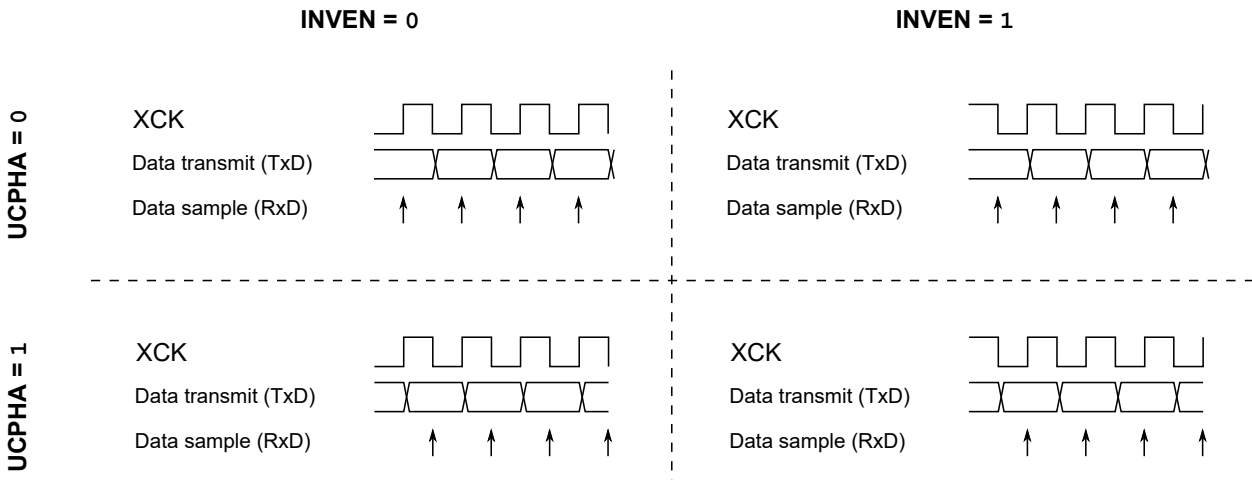 INVEN = 0
INVEN = 1
UCPHA = 0
XCK
Data transmit (TxD)
Data sample (RxD)
XCK
Data transmit (TxD)
Data sample (RxD)
UCPHA = 1
XCK
Data transmit (TxD)
Data sample (RxD)
XCK
Data transmit (TxD)
Data sample (RxD)